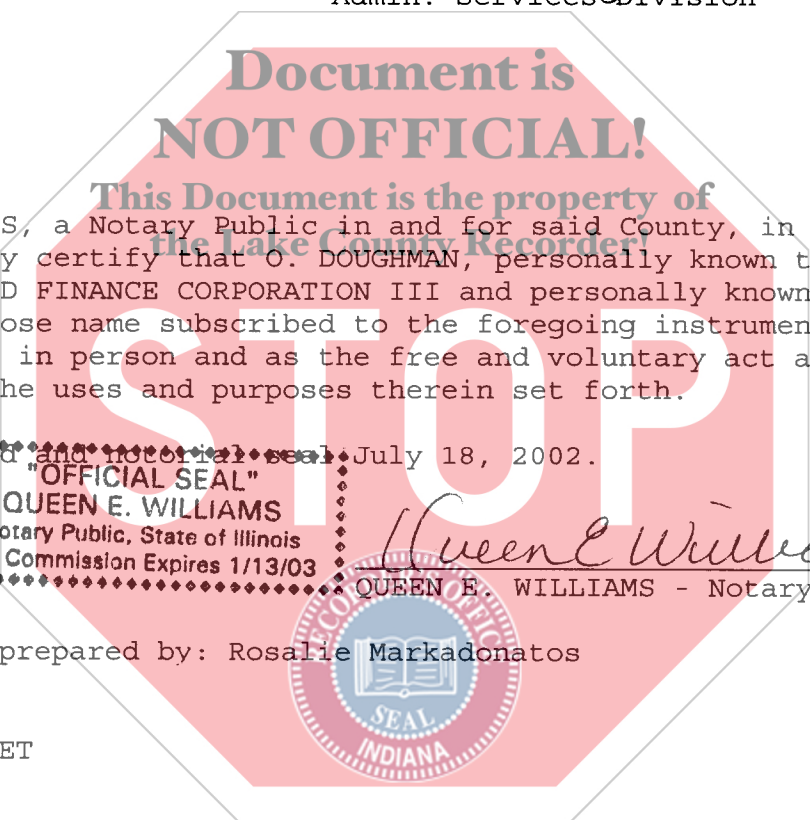 Admin. Services Division
Document is
NOT OFFICIAL!
This Document is the property of
the Lake County Recorder!
S, a Notary Public in and for said County, in
y certify that O. DOUGHMAN, personally known t
D FINANCE CORPORATION III and personally known
ose name subscribed to the foregoing instrumen
in person and as the free and voluntary act a
he uses and purposes therein set forth.
STOP
d and notorial seal July 18, 2002.
"OFFICIAL SEAL"
QUEEN E. WILLIAMS
otary Public, State of Illinois
Commission Expires 1/13/03
Queen E Willia
QUEEN E. WILLIAMS - Notary
RECORDER'S OFFICE
SEAL
INDIANA
prepared by: Rosalie Markadonatos
ET